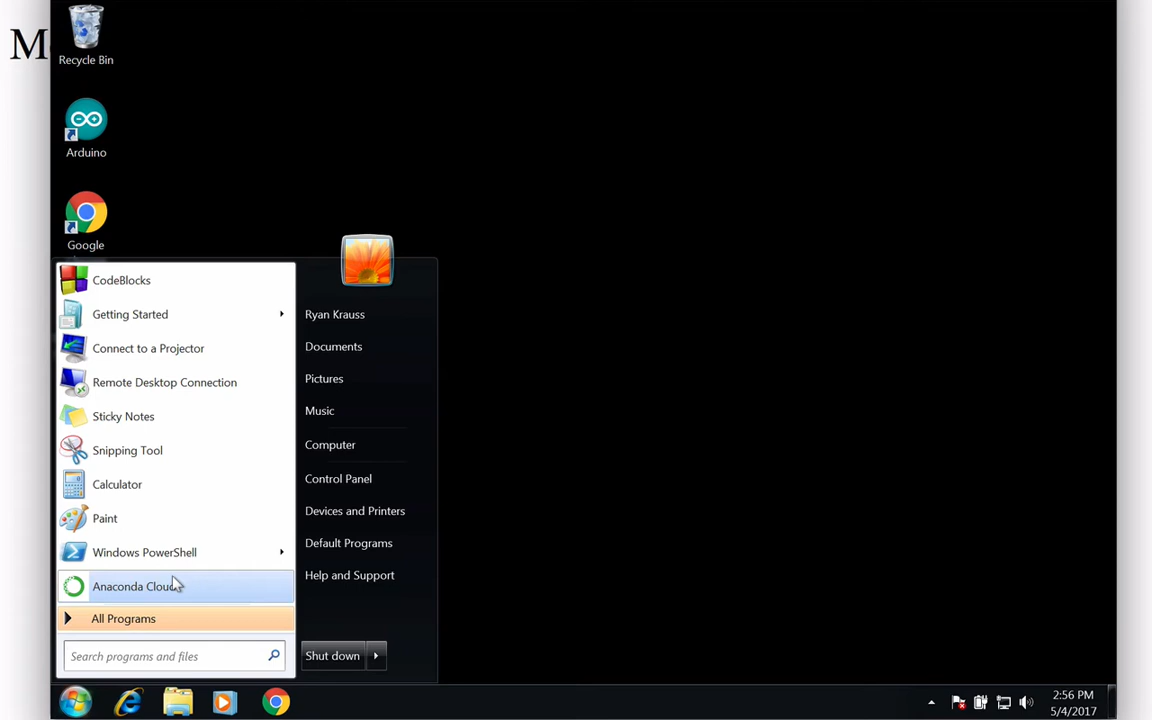 Recycle Bin
Arduino
Google
CodeBlocks
Getting Started
Connect to a Projector
Remote Desktop Connection
Sticky Notes
Snipping Tool
Calculator
Paint
Windows PowerShell
Anaconda Cloud
All Programs
Search programs and files
Ryan Krauss
Documents
Pictures
Music
Computer
Control Panel
Devices and Printers
Default Programs
Help and Support
Shut down
2:56 PM
5/4/2017